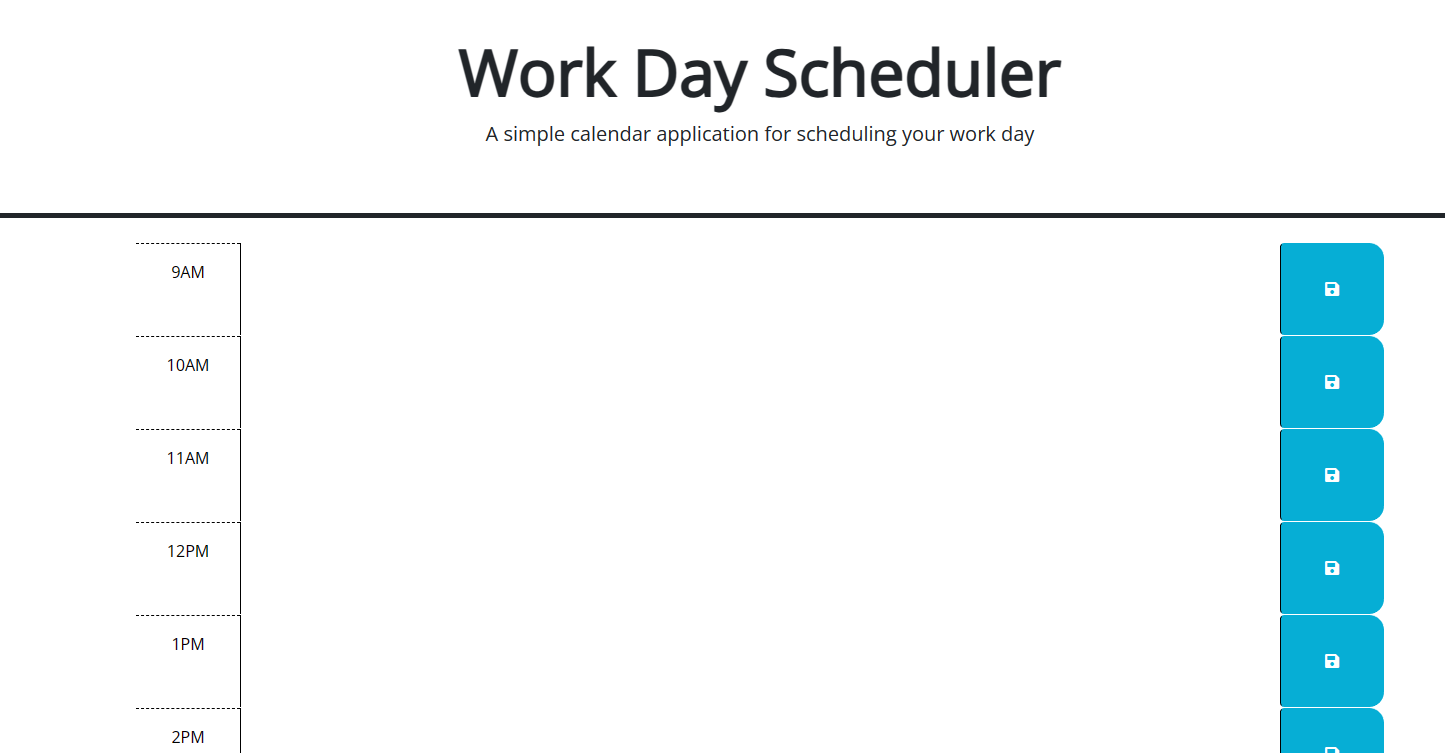 Work Day Scheduler
A simple calendar application for scheduling your work day
9AM
10AM
11AM
12PM
1PM
2PM